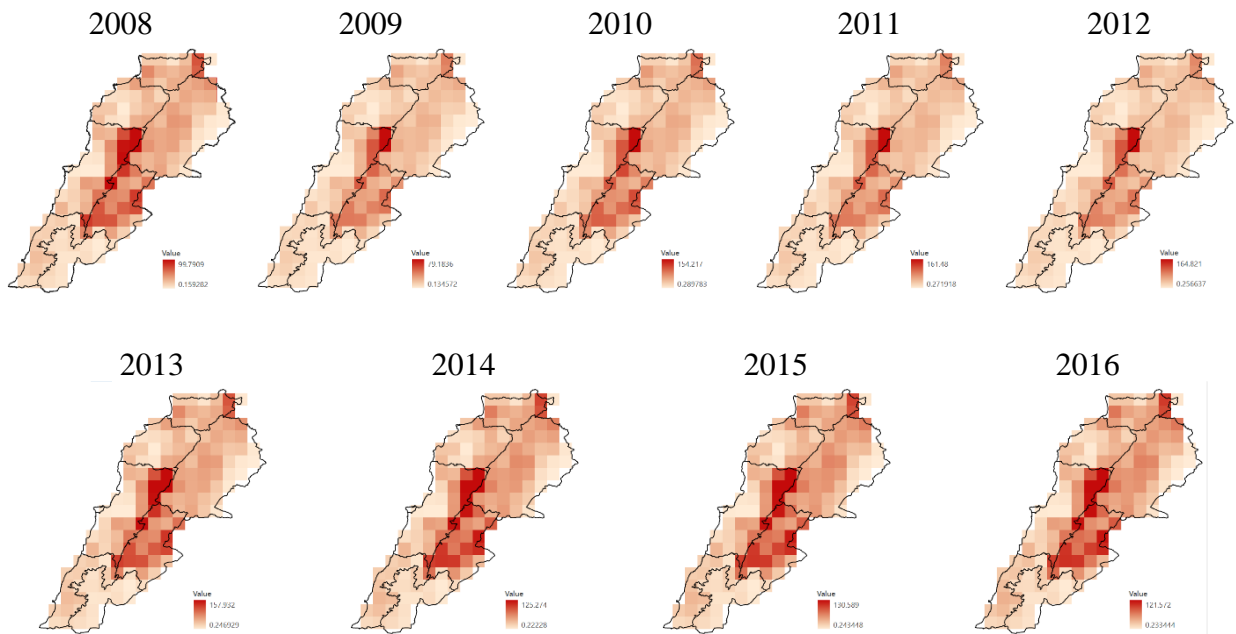 2008 2009 2010 2011 2012
Value Value Value Value Value
99.7909 79.1836 154.217 161.48 164.821
0.159282 0.134572 0.289783 0.271918 0.256637
2013 2014 2015 2016
Value Value Value Value
157.932 125.274 130.589 121.572
0.246929 0.22228 0.243448 0.233444